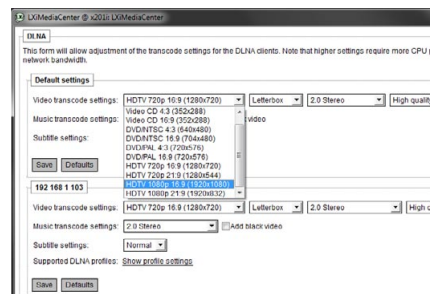 LXiMediaCenter @ x201i: LXiMediaCenter
DLNA
This form will allow adjustment of the transcode settings for the DLNA clients. Note that higher settings require more CPU
network bandwidth.
Default settings
Video transcode settings: HDTV 720p 16:9 (1280x720) Letterbox 2.0 Stereo High quality
Video CD 4:3 (352x288)
Music transcode settings: Video CD 16:9 (352x288) video
DVD/NTSC 4:3 (640x480)
DVD/NTSC 16:9 (704x480)
Subtitle settings: DVD/PAL 4:3 (720x576)
DVD/PAL 16:9 (720x576)
HDTV 720p 16:9 (1280x720)
Save Defaults HDTV 720p 21:9 (1280x544)
HDTV 1080p 16:9 (1920x1080)
192 168 1 103 HDTV 1080p 21:9 (1920x832)
Video transcode settings: HDTV 720p 16:9 (1280x720) Letterbox 2.0 Stereo High
Music transcode settings: 2.0 Stereo Add black video
Subtitle settings: Normal
Supported DLNA profiles: Show profile settings
Save Defaults